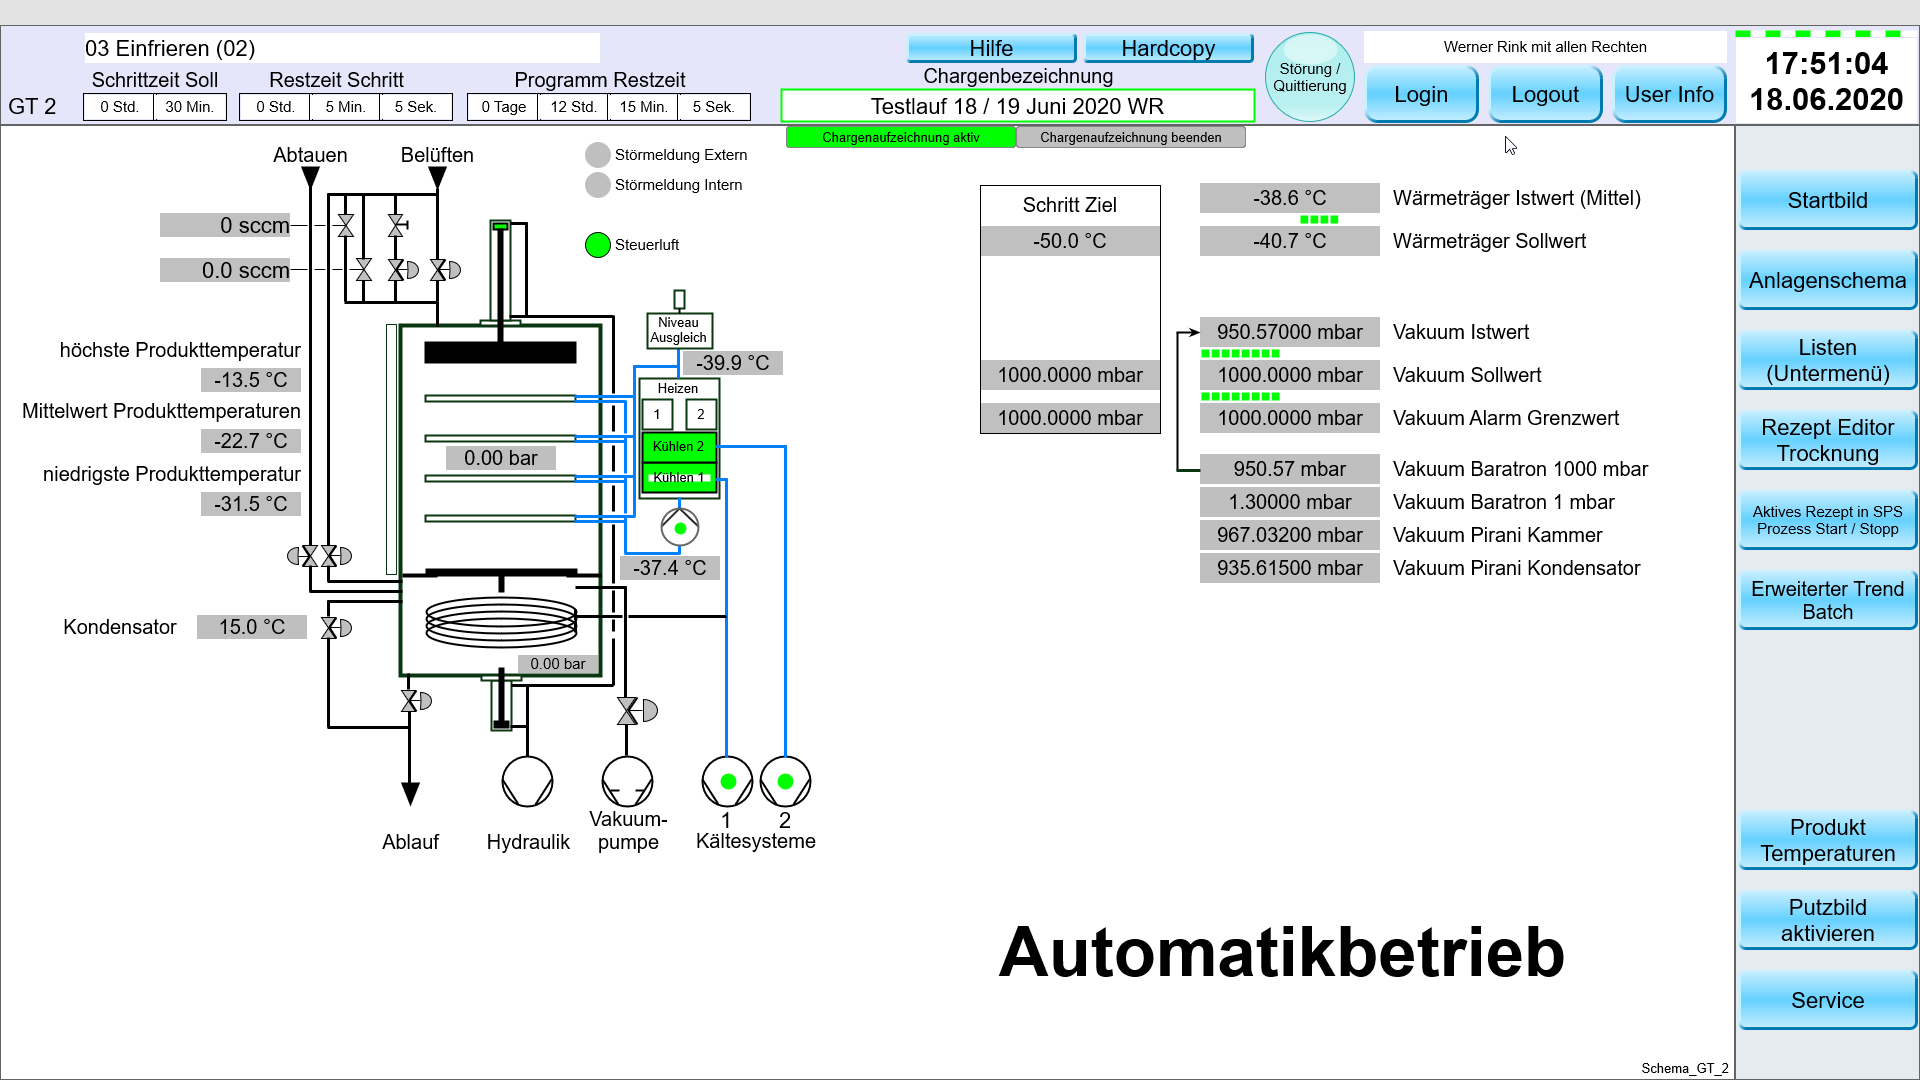 03 Einfrieren (02)
Hilfe
Hardcopy
Störung /
Quittierung
Werner Rink mit allen Rechten
17:51:04
18.06.2020
Schrittzeit Soll
Restzeit Schritt
Programm Restzeit
Chargenbezeichnung
GT 2
0 Std. 30 Min.
0 Std. 5 Min. 5 Sek.
0 Tage 12 Std. 15 Min. 5 Sek.
Testlauf 18 / 19 Juni 2020 WR
Login
Logout
User Info
Chargenaufzeichnung aktiv
Chargenaufzeichnung beenden
Abtauen
Belüften
Störmeldung Extern
Störmeldung Intern
Steuerluft
0 sccm
0.0 sccm
höchste Produkttemperatur
-13.5 °C
Mittelwert Produkttemperaturen
-22.7 °C
niedrigste Produkttemperatur
-31.5 °C
Kondensator
15.0 °C
0.00 bar
0.00 bar
Niveau
Ausgleich
-39.9 °C
Heizen
1
2
Kühlen 2
Kühlen 1
-37.4 °C
Ablauf
Hydraulik
Vakuum-
pumpe
1
2
Kältesysteme
Schritt Ziel
-50.0 °C
1000.0000 mbar
1000.0000 mbar
-38.6 °C Wärmeträger Istwert (Mittel)
-40.7 °C Wärmeträger Sollwert
950.57000 mbar Vakuum Istwert
1000.0000 mbar Vakuum Sollwert
1000.0000 mbar Vakuum Alarm Grenzwert
950.57 mbar Vakuum Baratron 1000 mbar
1.30000 mbar Vakuum Baratron 1 mbar
967.03200 mbar Vakuum Pirani Kammer
935.61500 mbar Vakuum Pirani Kondensator
Automatikbetrieb
Startbild
Anlagenschema
Listen
(Untermenü)
Rezept Editor
Trocknung
Aktives Rezept in SPS
Prozess Start / Stopp
Erweiterter Trend
Batch
Produkt
Temperaturen
Putzbild
aktivieren
Service
Schema_GT_2